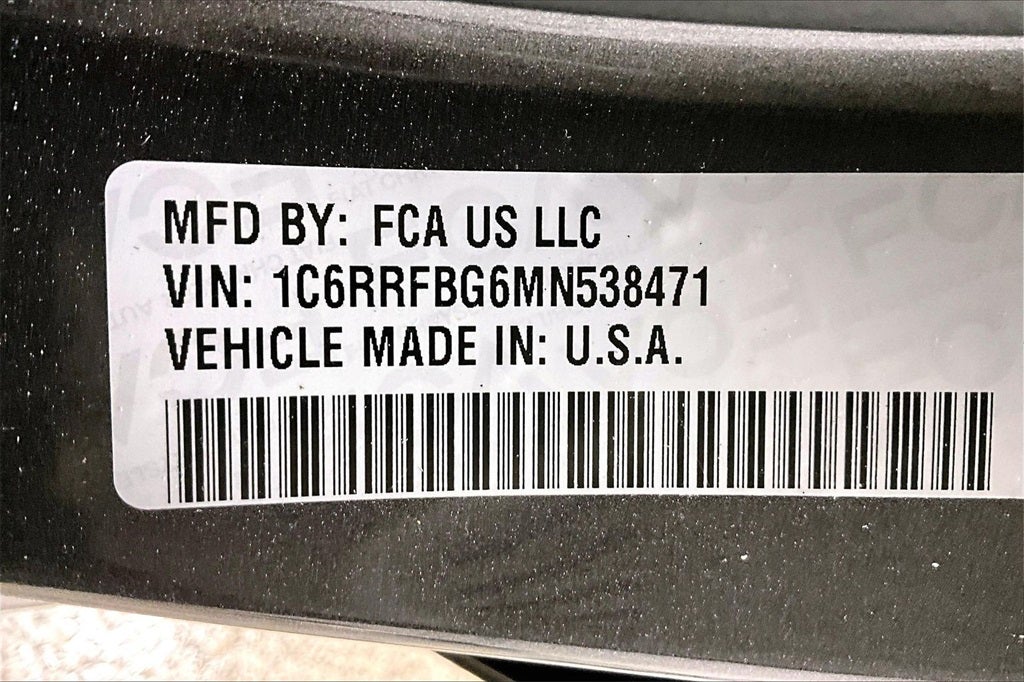 MFD BY: FCA US LLC
VIN: 1C6RRFBG6MN538471
VEHICLE MADE IN: U.S.A.